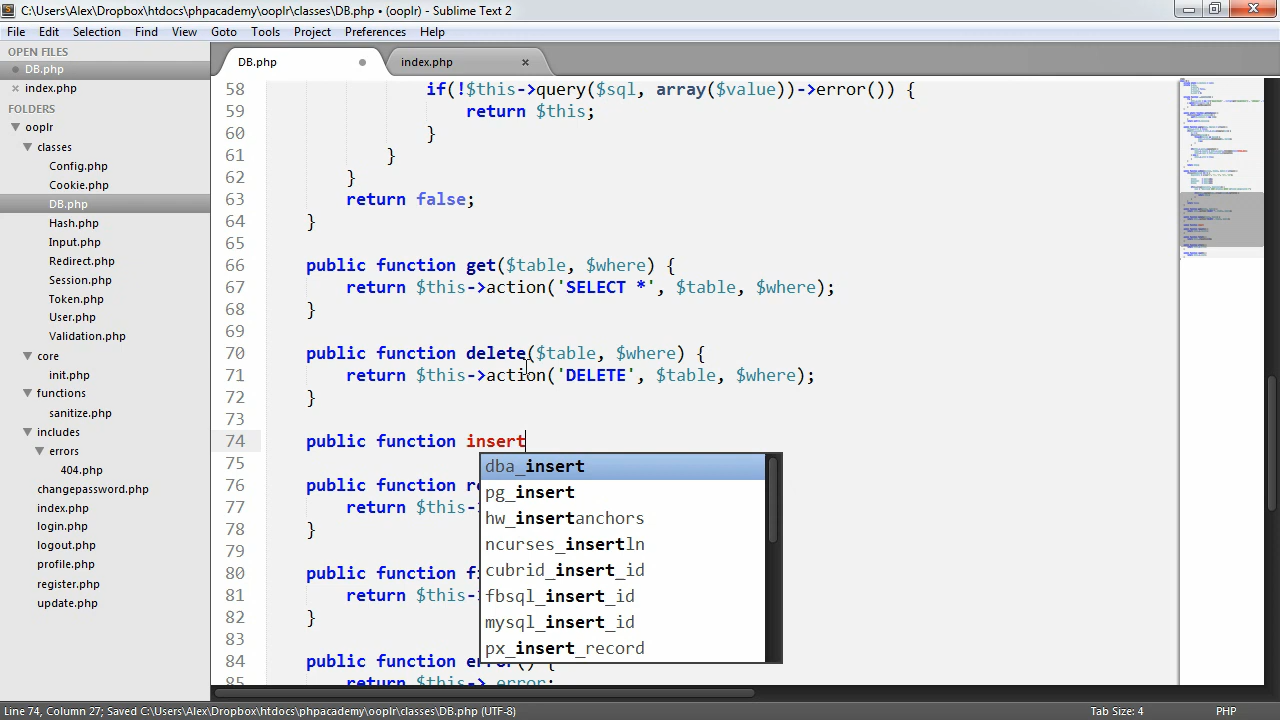 C:\Users\Alex\Dropbox\htdocs\phpacademy\ooplr\classes\DB.php • (ooplr) - Sublime Text 2
File Edit Selection Find View Goto Tools Project Preferences Help
OPEN FILES
DB.php
index.php
FOLDERS
ooplr
classes
Config.php
Cookie.php
DB.php
Hash.php
Input.php
Redirect.php
Session.php
Token.php
User.php
Validation.php
core
init.php
functions
sanitize.php
includes
errors
404.php
changepassword.php
index.php
login.php
logout.php
profile.php
register.php
update.php
DB.php
index.php
58 if(!$this->query($sql, array($value))->error()) {
59 return $this;
60 }
61 }
62 }
63 return false;
64 }
65
66 public function get($table, $where) {
67 return $this->action('SELECT *', $table, $where);
68 }
69
70 public function delete($table, $where) {
71 return $this->action('DELETE', $table, $where);
72 }
73
74 public function insert
75
76 public function re
77 return $this-
78 }
79
80 public function fi
81 return $this-
82 }
83
84 public function error() {
85 return $this->_error;
dba_insert
pg_insert
hw_insertanchors
ncurses_insertln
cubrid_insert_id
fbsql_insert_id
mysql_insert_id
px_insert_record
Line 74, Column 27; Saved C:\Users\Alex\Dropbox\htdocs\phpacademy\ooplr\classes\DB.php (UTF-8)
Tab Size: 4
PHP